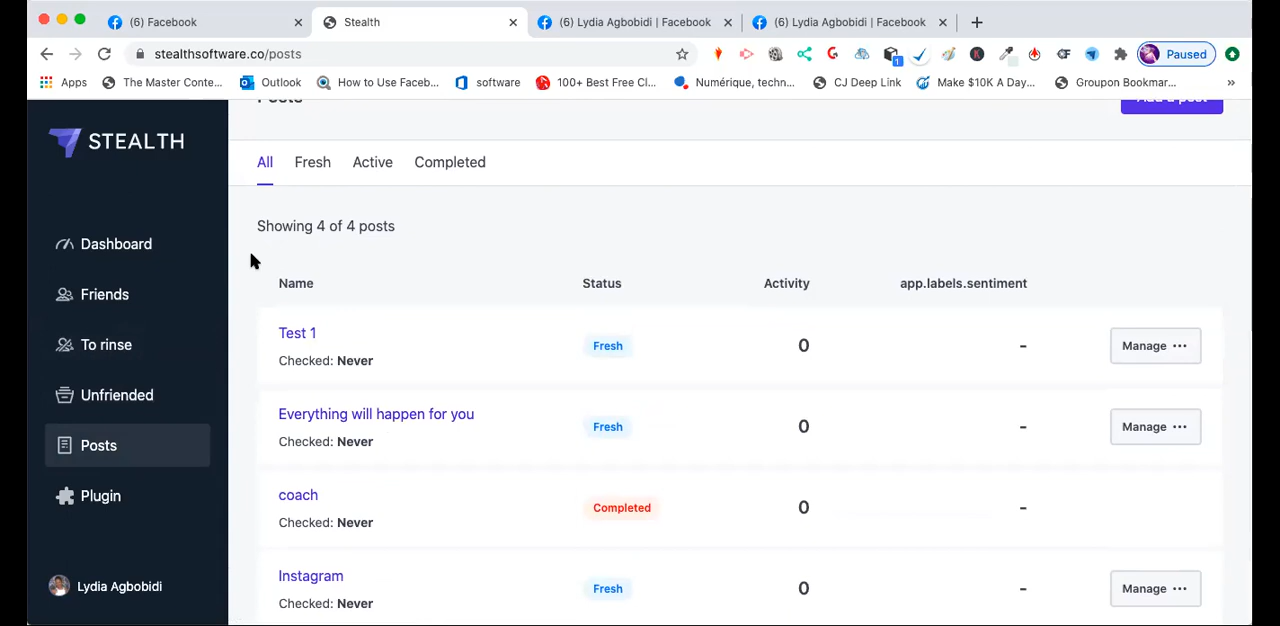 (6) Facebook
Stealth
(6) Lydia Agbobidi | Facebook
(6) Lydia Agbobidi | Facebook
stealthsoftware.co/posts
Paused
Apps
The Master Conte...
Outlook
How to Use Faceb...
software
100+ Best Free Cl...
Numérique, techn...
CJ Deep Link
Make $10K A Day...
Groupon Bookmar...
»
STEALTH
Posts
Add a post
All Fresh Active Completed
Dashboard
Friends
To rinse
Unfriended
Posts
Plugin
Lydia Agbobidi
Showing 4 of 4 posts
Name Status Activity app.labels.sentiment
Test 1
Checked: Never
Fresh 0 - Manage ···
Everything will happen for you
Checked: Never
Fresh 0 - Manage ···
coach
Checked: Never
Completed 0 -
Instagram
Checked: Never
Fresh 0 - Manage ···